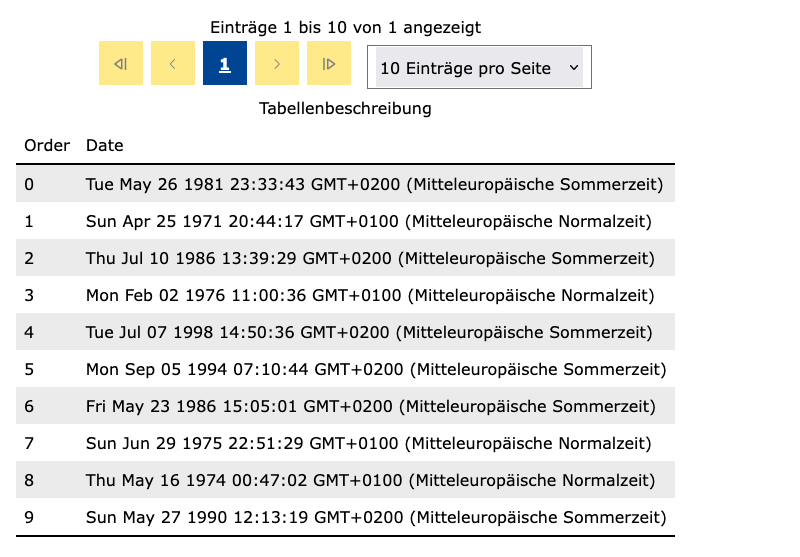 Einträge 1 bis 10 von 1 angezeigt
1 10 Einträge pro Seite
Tabellenbeschreibung
Order Date
0 Tue May 26 1981 23:33:43 GMT+0200 (Mitteleuropäische Sommerzeit)
1 Sun Apr 25 1971 20:44:17 GMT+0100 (Mitteleuropäische Normalzeit)
2 Thu Jul 10 1986 13:39:29 GMT+0200 (Mitteleuropäische Sommerzeit)
3 Mon Feb 02 1976 11:00:36 GMT+0100 (Mitteleuropäische Normalzeit)
4 Tue Jul 07 1998 14:50:36 GMT+0200 (Mitteleuropäische Sommerzeit)
5 Mon Sep 05 1994 07:10:44 GMT+0200 (Mitteleuropäische Sommerzeit)
6 Fri May 23 1986 15:05:01 GMT+0200 (Mitteleuropäische Sommerzeit)
7 Sun Jun 29 1975 22:51:29 GMT+0100 (Mitteleuropäische Normalzeit)
8 Thu May 16 1974 00:47:02 GMT+0100 (Mitteleuropäische Normalzeit)
9 Sun May 27 1990 12:13:19 GMT+0200 (Mitteleuropäische Sommerzeit)